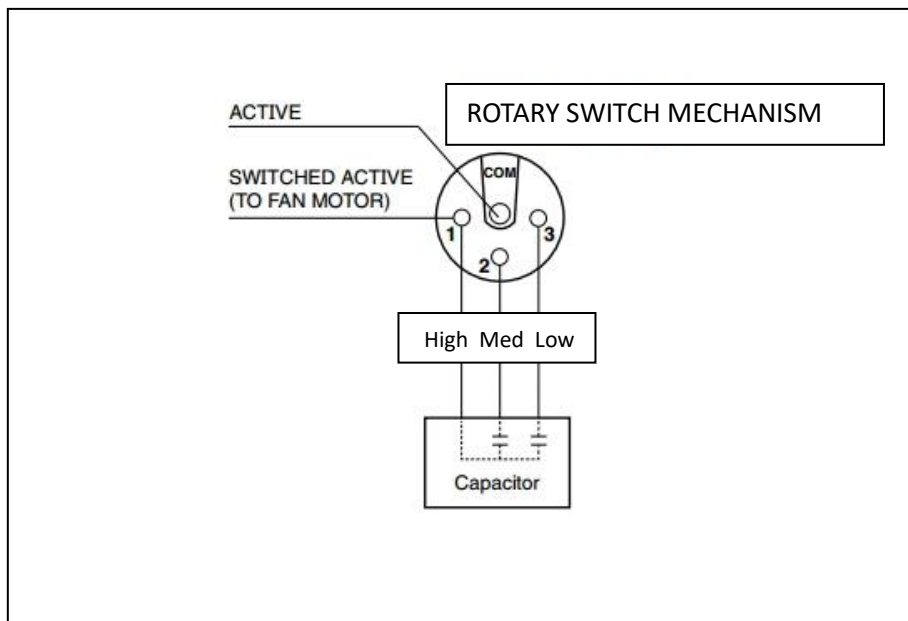 ACTIVE
ROTARY SWITCH MECHANISM
COM
SWITCHED ACTIVE
(TO FAN MOTOR)
1
3
2
High Med Low
Capacitor